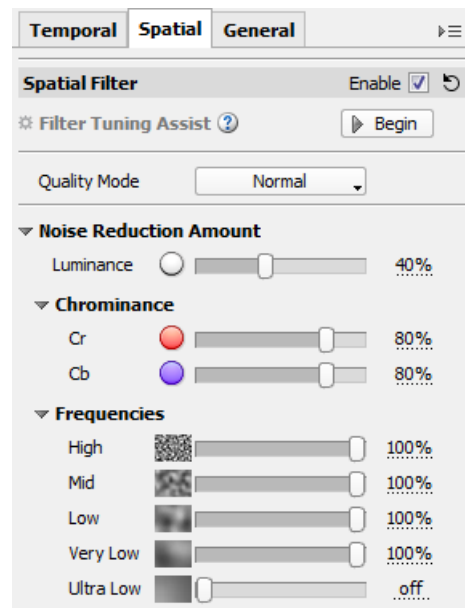 Temporal Spatial General
Spatial Filter Enable
Filter Tuning Assist ? Begin
Quality Mode Normal
Noise Reduction Amount
Luminance 40%
Chrominance
Cr 80%
Cb 80%
Frequencies
High 100%
Mid 100%
Low 100%
Very Low 100%
Ultra Low off